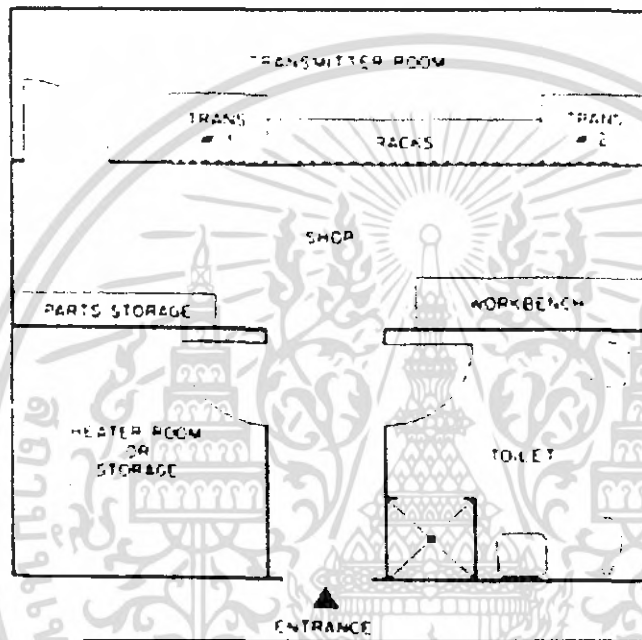 TRANSMITTER ROOM
TRANS
# 1
RACKS
TRANS
# 2
SHOP
PARTS STORAGE
WORKBENCH
HEATER ROOM
OR
STORAGE
TOILET
ENTRANCE